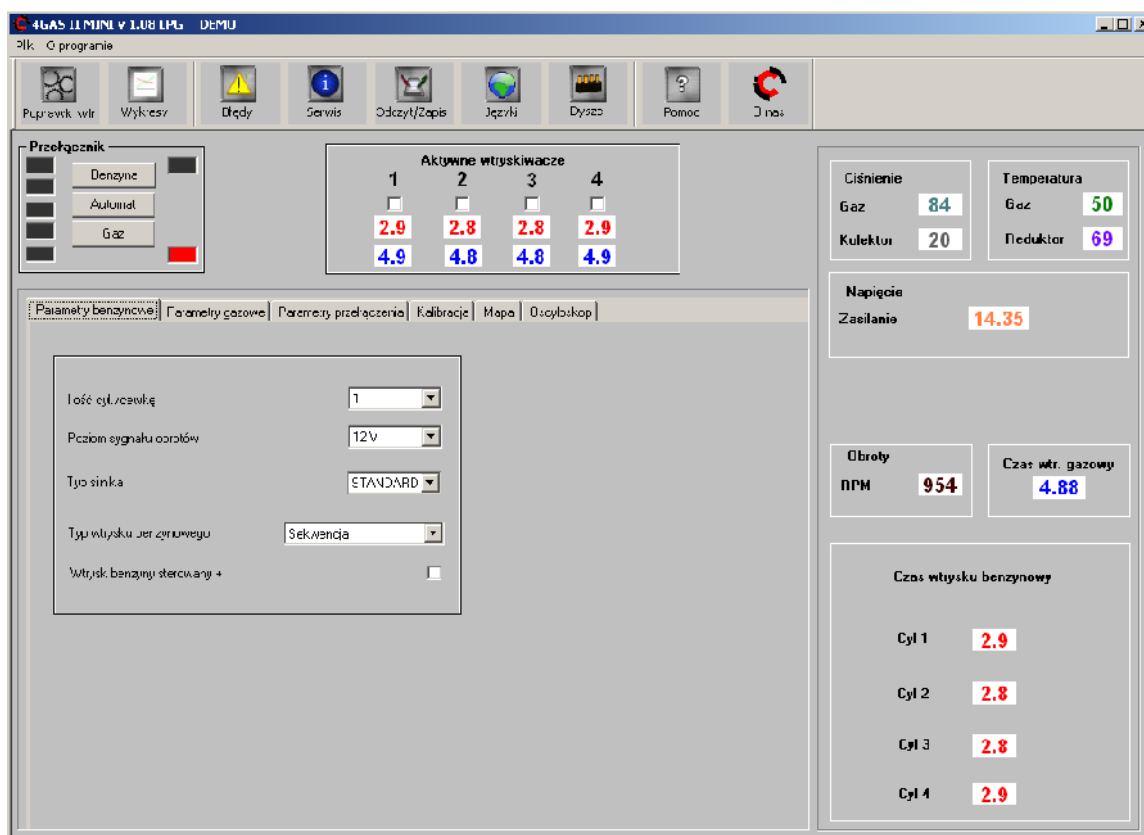 4GAS II MINI v 1.08 LPG DEMO
Plik O programie
Wykresy Błędy Serwis Odczyt/Zapis Języki Dysze Pomoc O nas
Przełącznik
Benzyna
Automat
Gaz
Aktywne wtryskiwacze
1 2 3 4
2.9 2.8 2.8 2.9
4.9 4.8 4.8 4.9
Ciśnienie
Gaz 84
Kolektor 20
Temperatura
Gaz 50
Reduktor 69
Napięcie
Zasilanie 14.35
Parametry benzynowe Parametry gazowe Parametry przełączenia Kalibracje Mapa Oscyloskop
Ilość cyl./cewkę 1
Poziom sygnału obrotów 12V
Typ silnika STANDARD
Typ wtrysku benzynowego Sekwencja
Wtrysk benzyny sterowany +
Obroty
RPM 954
Czas wtr. gazowy
4.88
Czas wtrysku benzynowy
Cyl 1 2.9
Cyl 2 2.8
Cyl 3 2.8
Cyl 4 2.9